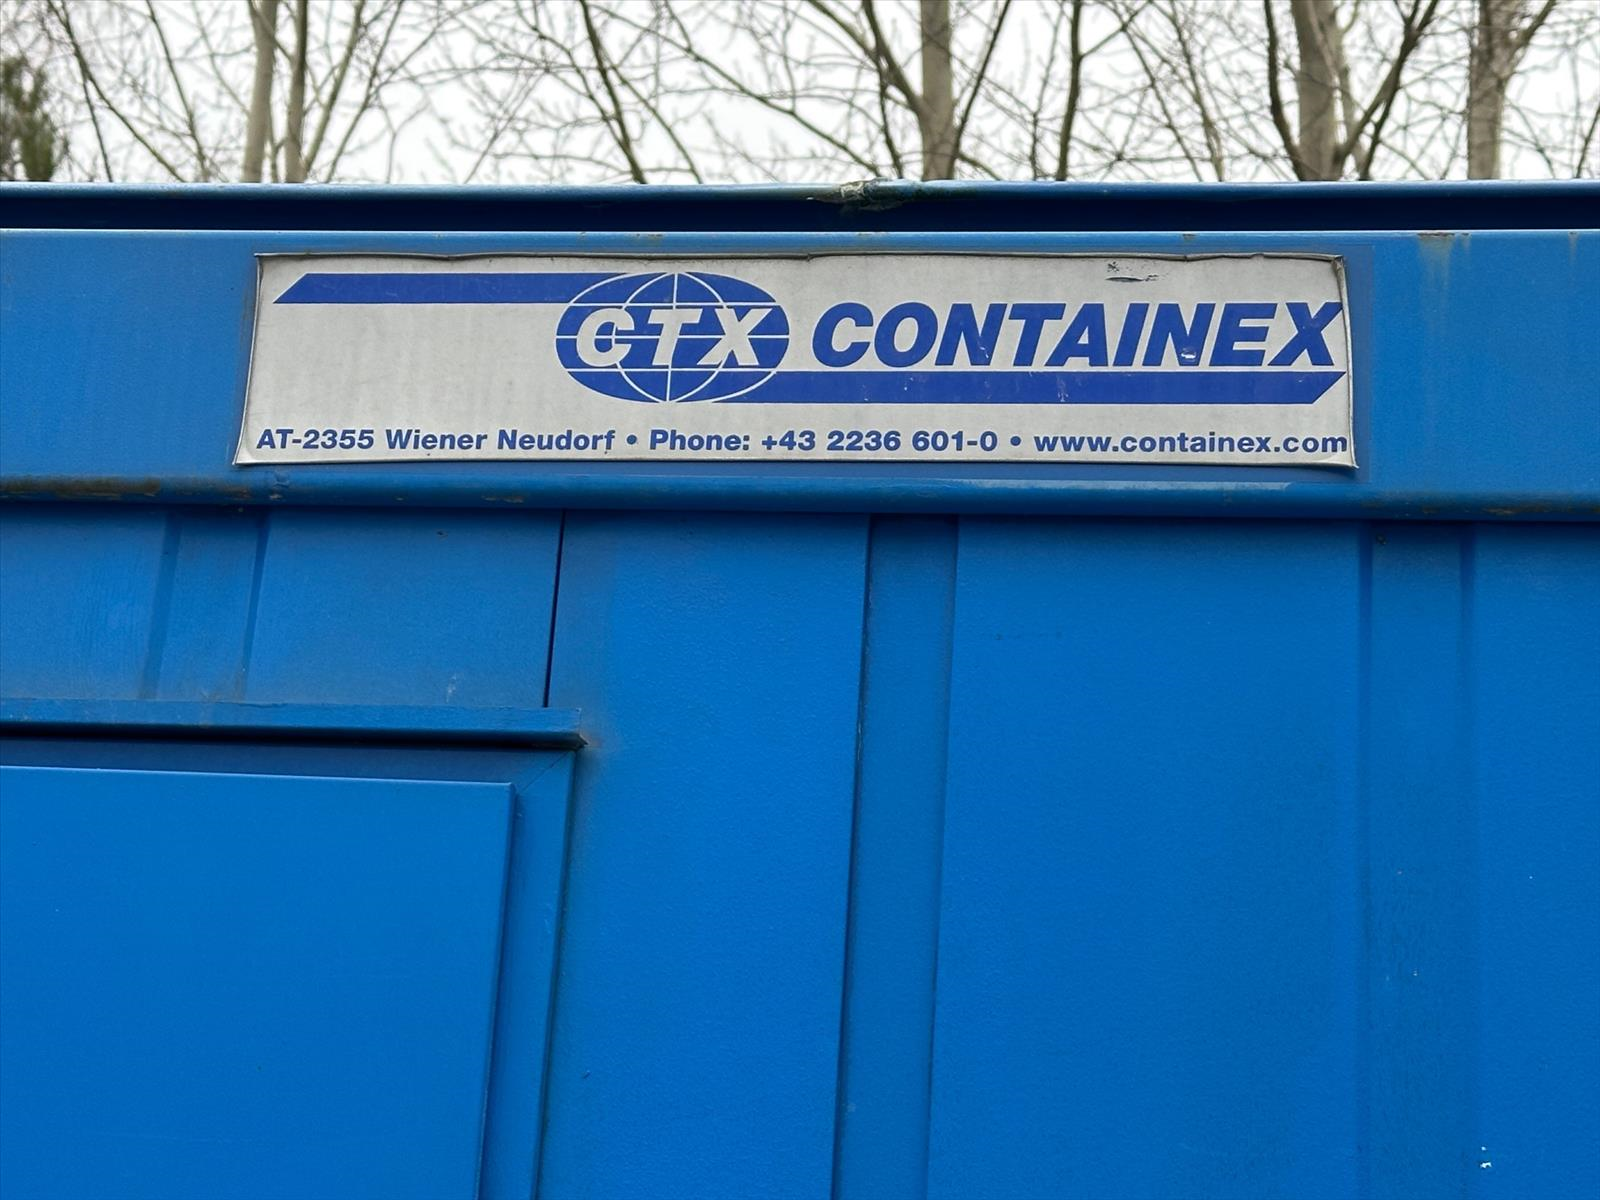 CTX CONTAINEX
AT-2355 Wiener Neudorf • Phone: +43 2236 601-0 • www.containex.com